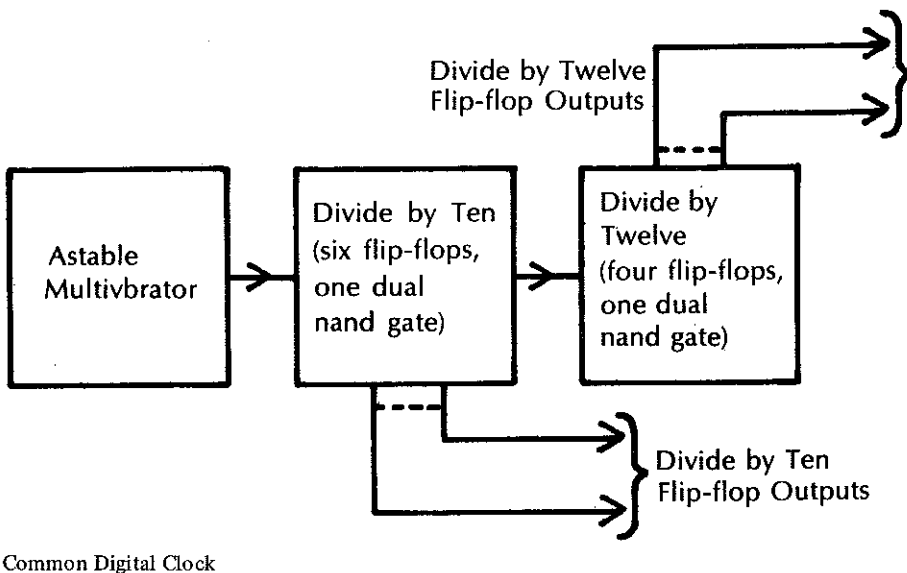 Divide by Twelve
Flip-flop Outputs
Astable
Multivbrator
Divide by Ten
(six flip-flops,
one dual
nand gate)
Divide by
Twelve
(four flip-flops,
one dual
nand gate)
Divide by Ten
Flip-flop Outputs
Common Digital Clock